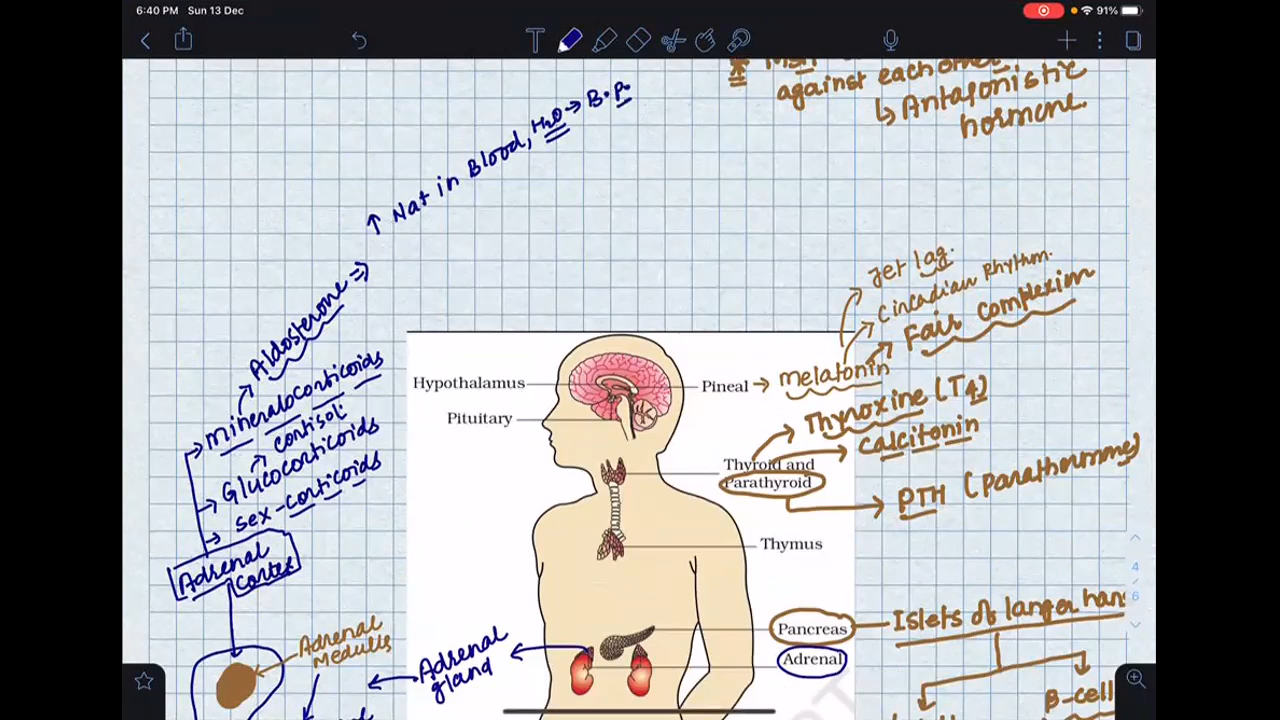 6:40 PM Sun 13 Dec
91%
against each other
↳ Antagonistic
hormone.
↑ Na+ in Blood, H2O → B.P.
Aldosterone ⇒
mineralocorticoids
cortisol
Glucocorticoids
sex-corticoids
Adrenal
cortex
Adrenal
Medulla
Adrenal
gland
Jet lag.
Circadian Rhythm.
Fair complexion
Hypothalamus
Pineal → melatonin
Pituitary
Thyroxine (T4)
Calcitonin
Thyroid and
Parathyroid
PTH (Parathormone)
Thymus
Pancreas
Islets of langerhans
Adrenal
β-cell
4
/
6